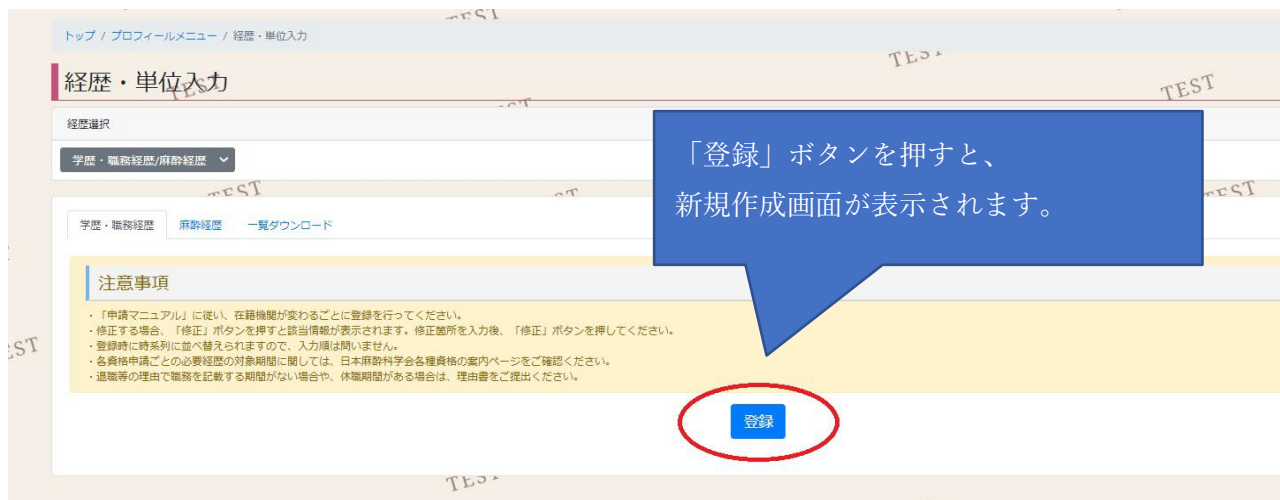 TEST
トップ / プロフィールメニュー / 経歴・単位入力
TEST
経歴・単位入力
TEST
TEST
TEST
経歴選択
学歴・職務経歴/麻酔経歴
「登録」ボタンを押すと、
新規作成画面が表示されます。
TEST
TEST
学歴・職務経歴 麻酔経歴 一覧ダウンロード
注意事項
・「申請マニュアル」に従い、在籍機関が変わるごとに登録を行ってください。
・修正する場合、「修正」ボタンを押すと該当情報が表示されます。修正箇所を入力後、「修正」ボタンを押してください。
・登録時に時系列に並べ替えられますので、入力順は問いません。
・各資格申請ごとの必要経歴の対象期間に関しては、日本麻酔科学会各種資格の案内ページをご確認ください。
・退職等の理由で職務を記載する期間がない場合や、休職期間がある場合は、理由書をご提出ください。
登録
TEST